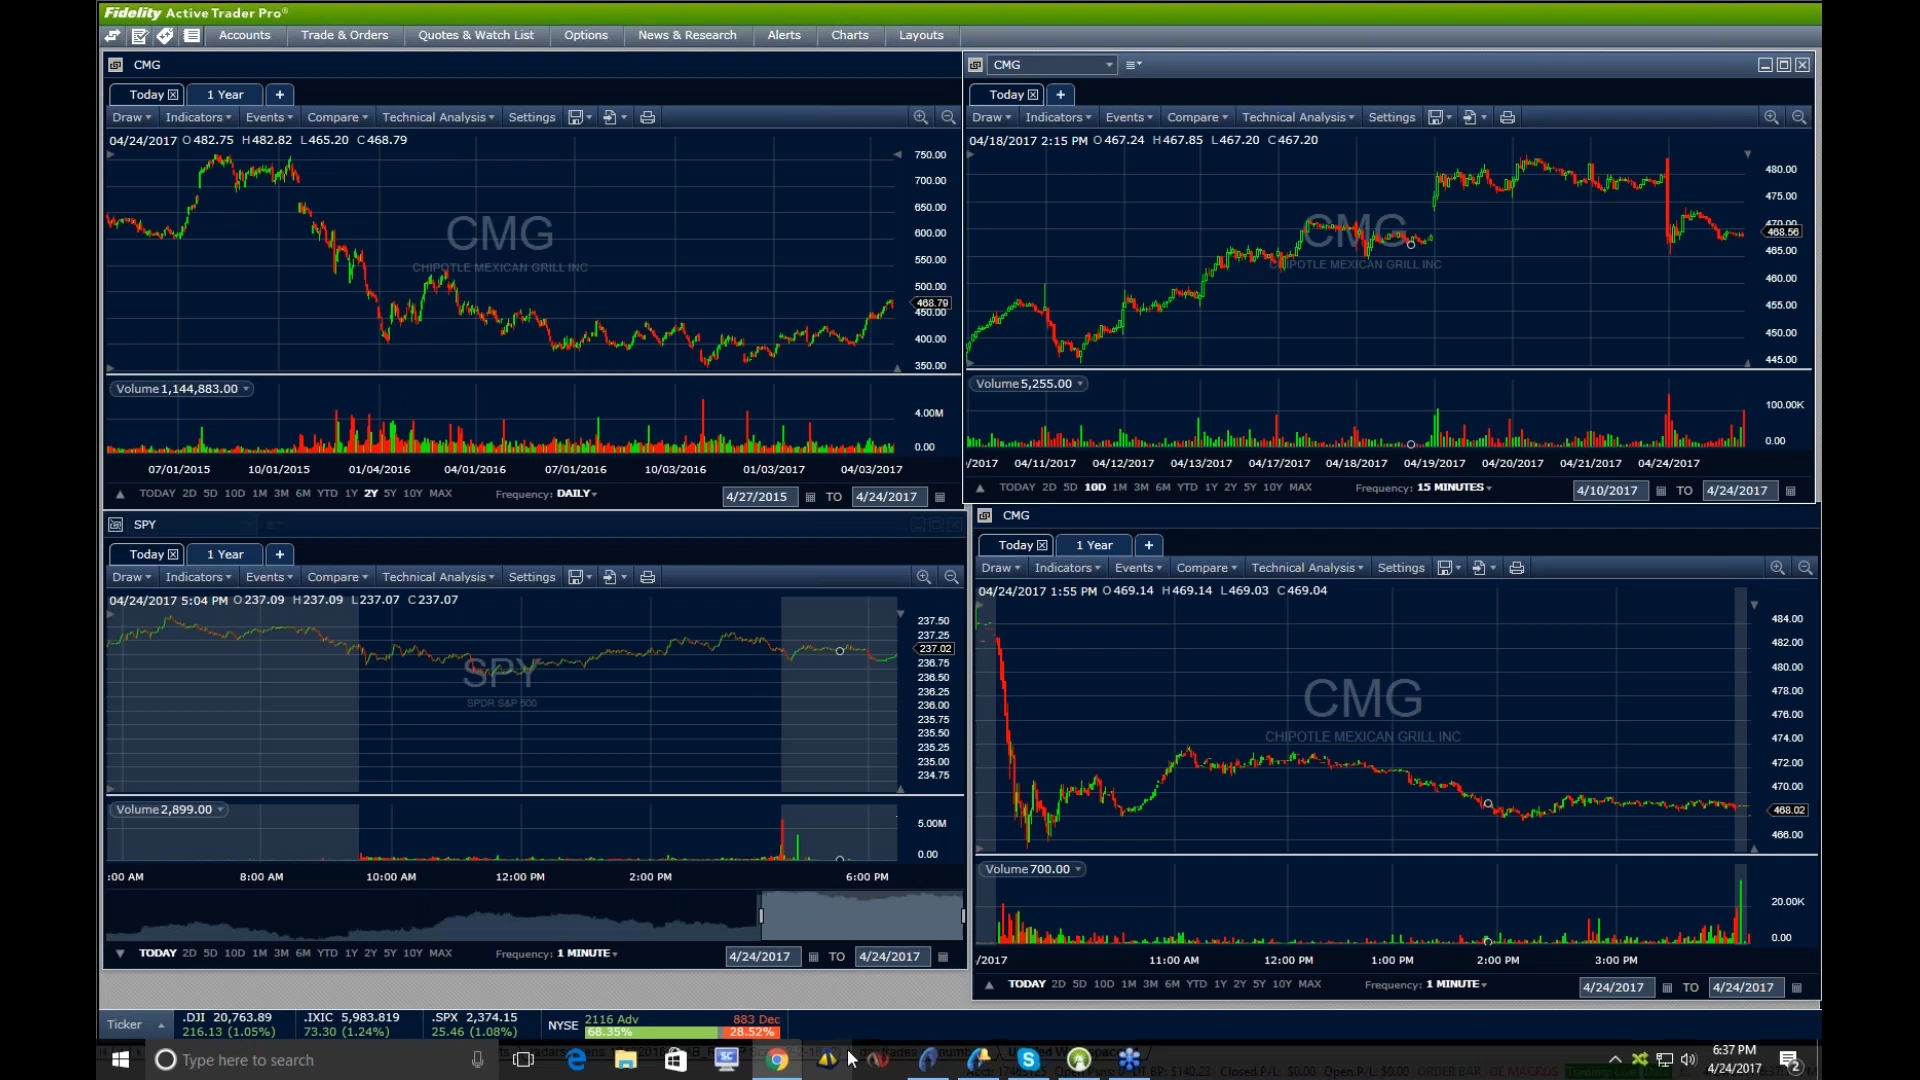 Fidelity Active Trader Pro®
Accounts Trade & Orders Quotes & Watch List Options News & Research Alerts Charts Layouts
CMG
Today 1 Year +
Draw Indicators Events Compare Technical Analysis Settings
04/24/2017 O 482.75 H 482.82 L 465.20 C 468.79
CMG
CHIPOTLE MEXICAN GRILL INC
750.00
700.00
650.00
600.00
550.00
500.00
468.79
450.00
400.00
350.00
Volume 1,144,883.00
4.00M
0.00
07/01/2015 10/01/2015 01/04/2016 04/01/2016 07/01/2016 10/03/2016 01/03/2017 04/03/2017
TODAY 2D 5D 10D 1M 3M 6M YTD 1Y 2Y 5Y 10Y MAX Frequency: DAILY 4/27/2015 TO 4/24/2017
CMG
Today +
Draw Indicators Events Compare Technical Analysis Settings
04/18/2017 2:15 PM O 467.24 H 467.85 L 467.20 C 467.20
CMG
CHIPOTLE MEXICAN GRILL INC
480.00
475.00
470.00
468.56
465.00
460.00
455.00
450.00
445.00
Volume 5,255.00
100.00K
0.00
/2017 04/11/2017 04/12/2017 04/13/2017 04/17/2017 04/18/2017 04/19/2017 04/20/2017 04/21/2017 04/24/2017
TODAY 2D 5D 10D 1M 3M 6M YTD 1Y 2Y 5Y 10Y MAX Frequency: 15 MINUTES 4/10/2017 TO 4/24/2017
SPY
Today 1 Year +
Draw Indicators Events Compare Technical Analysis Settings
04/24/2017 5:04 PM O 237.09 H 237.09 L 237.07 C 237.07
SPY
SPDR S&P 500
237.50
237.25
237.02
236.75
236.50
236.25
236.00
235.75
235.50
235.25
235.00
234.75
Volume 2,899.00
5.00M
0.00
:00 AM 8:00 AM 10:00 AM 12:00 PM 2:00 PM 6:00 PM
TODAY 2D 5D 10D 1M 3M 6M YTD 1Y 2Y 5Y 10Y MAX Frequency: 1 MINUTE 4/24/2017 TO 4/24/2017
CMG
Today 1 Year +
Draw Indicators Events Compare Technical Analysis Settings
04/24/2017 1:55 PM O 469.14 H 469.14 L 469.03 C 469.04
CMG
CHIPOTLE MEXICAN GRILL INC
484.00
482.00
480.00
478.00
476.00
474.00
472.00
470.00
468.02
466.00
Volume 700.00
20.00K
0.00
/2017 11:00 AM 12:00 PM 1:00 PM 2:00 PM 3:00 PM
TODAY 2D 5D 10D 1M 3M 6M YTD 1Y 2Y 5Y 10Y MAX Frequency: 1 MINUTE 4/24/2017 TO 4/24/2017
Ticker .DJI 20,763.89 .IXIC 5,983.819 .SPX 2,374.15 NYSE 2116 Adv 883 Dec
216.13 (1.05%) 73.30 (1.24%) 25.46 (1.08%) 68.35% 28.52%
Type here to search
6:37 PM
4/24/2017
2